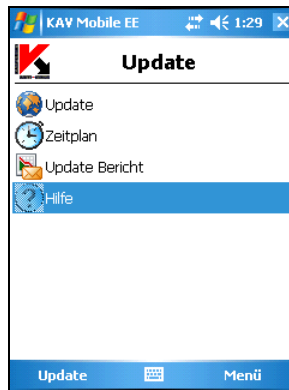 KAV Mobile EE 1:29
Update
Update
Zeitplan
Update Bericht
Hilfe
Update Menü